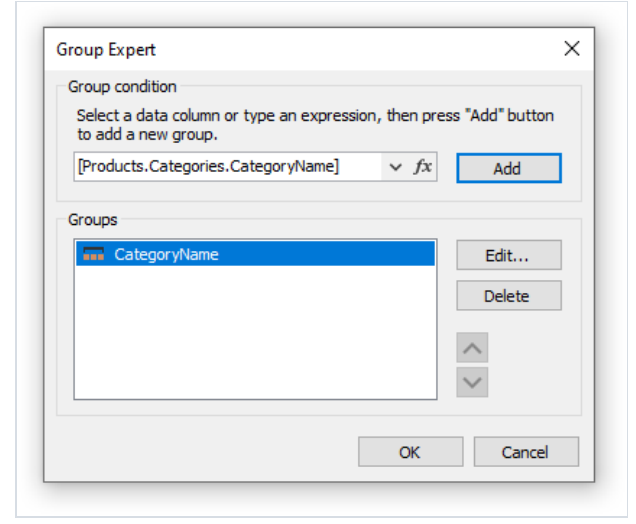 Group Expert
Group condition
Select a data column or type an expression, then press "Add" button
to add a new group.
[Products.Categories.CategoryName] fx Add
Groups
CategoryName Edit...
Delete
OK Cancel